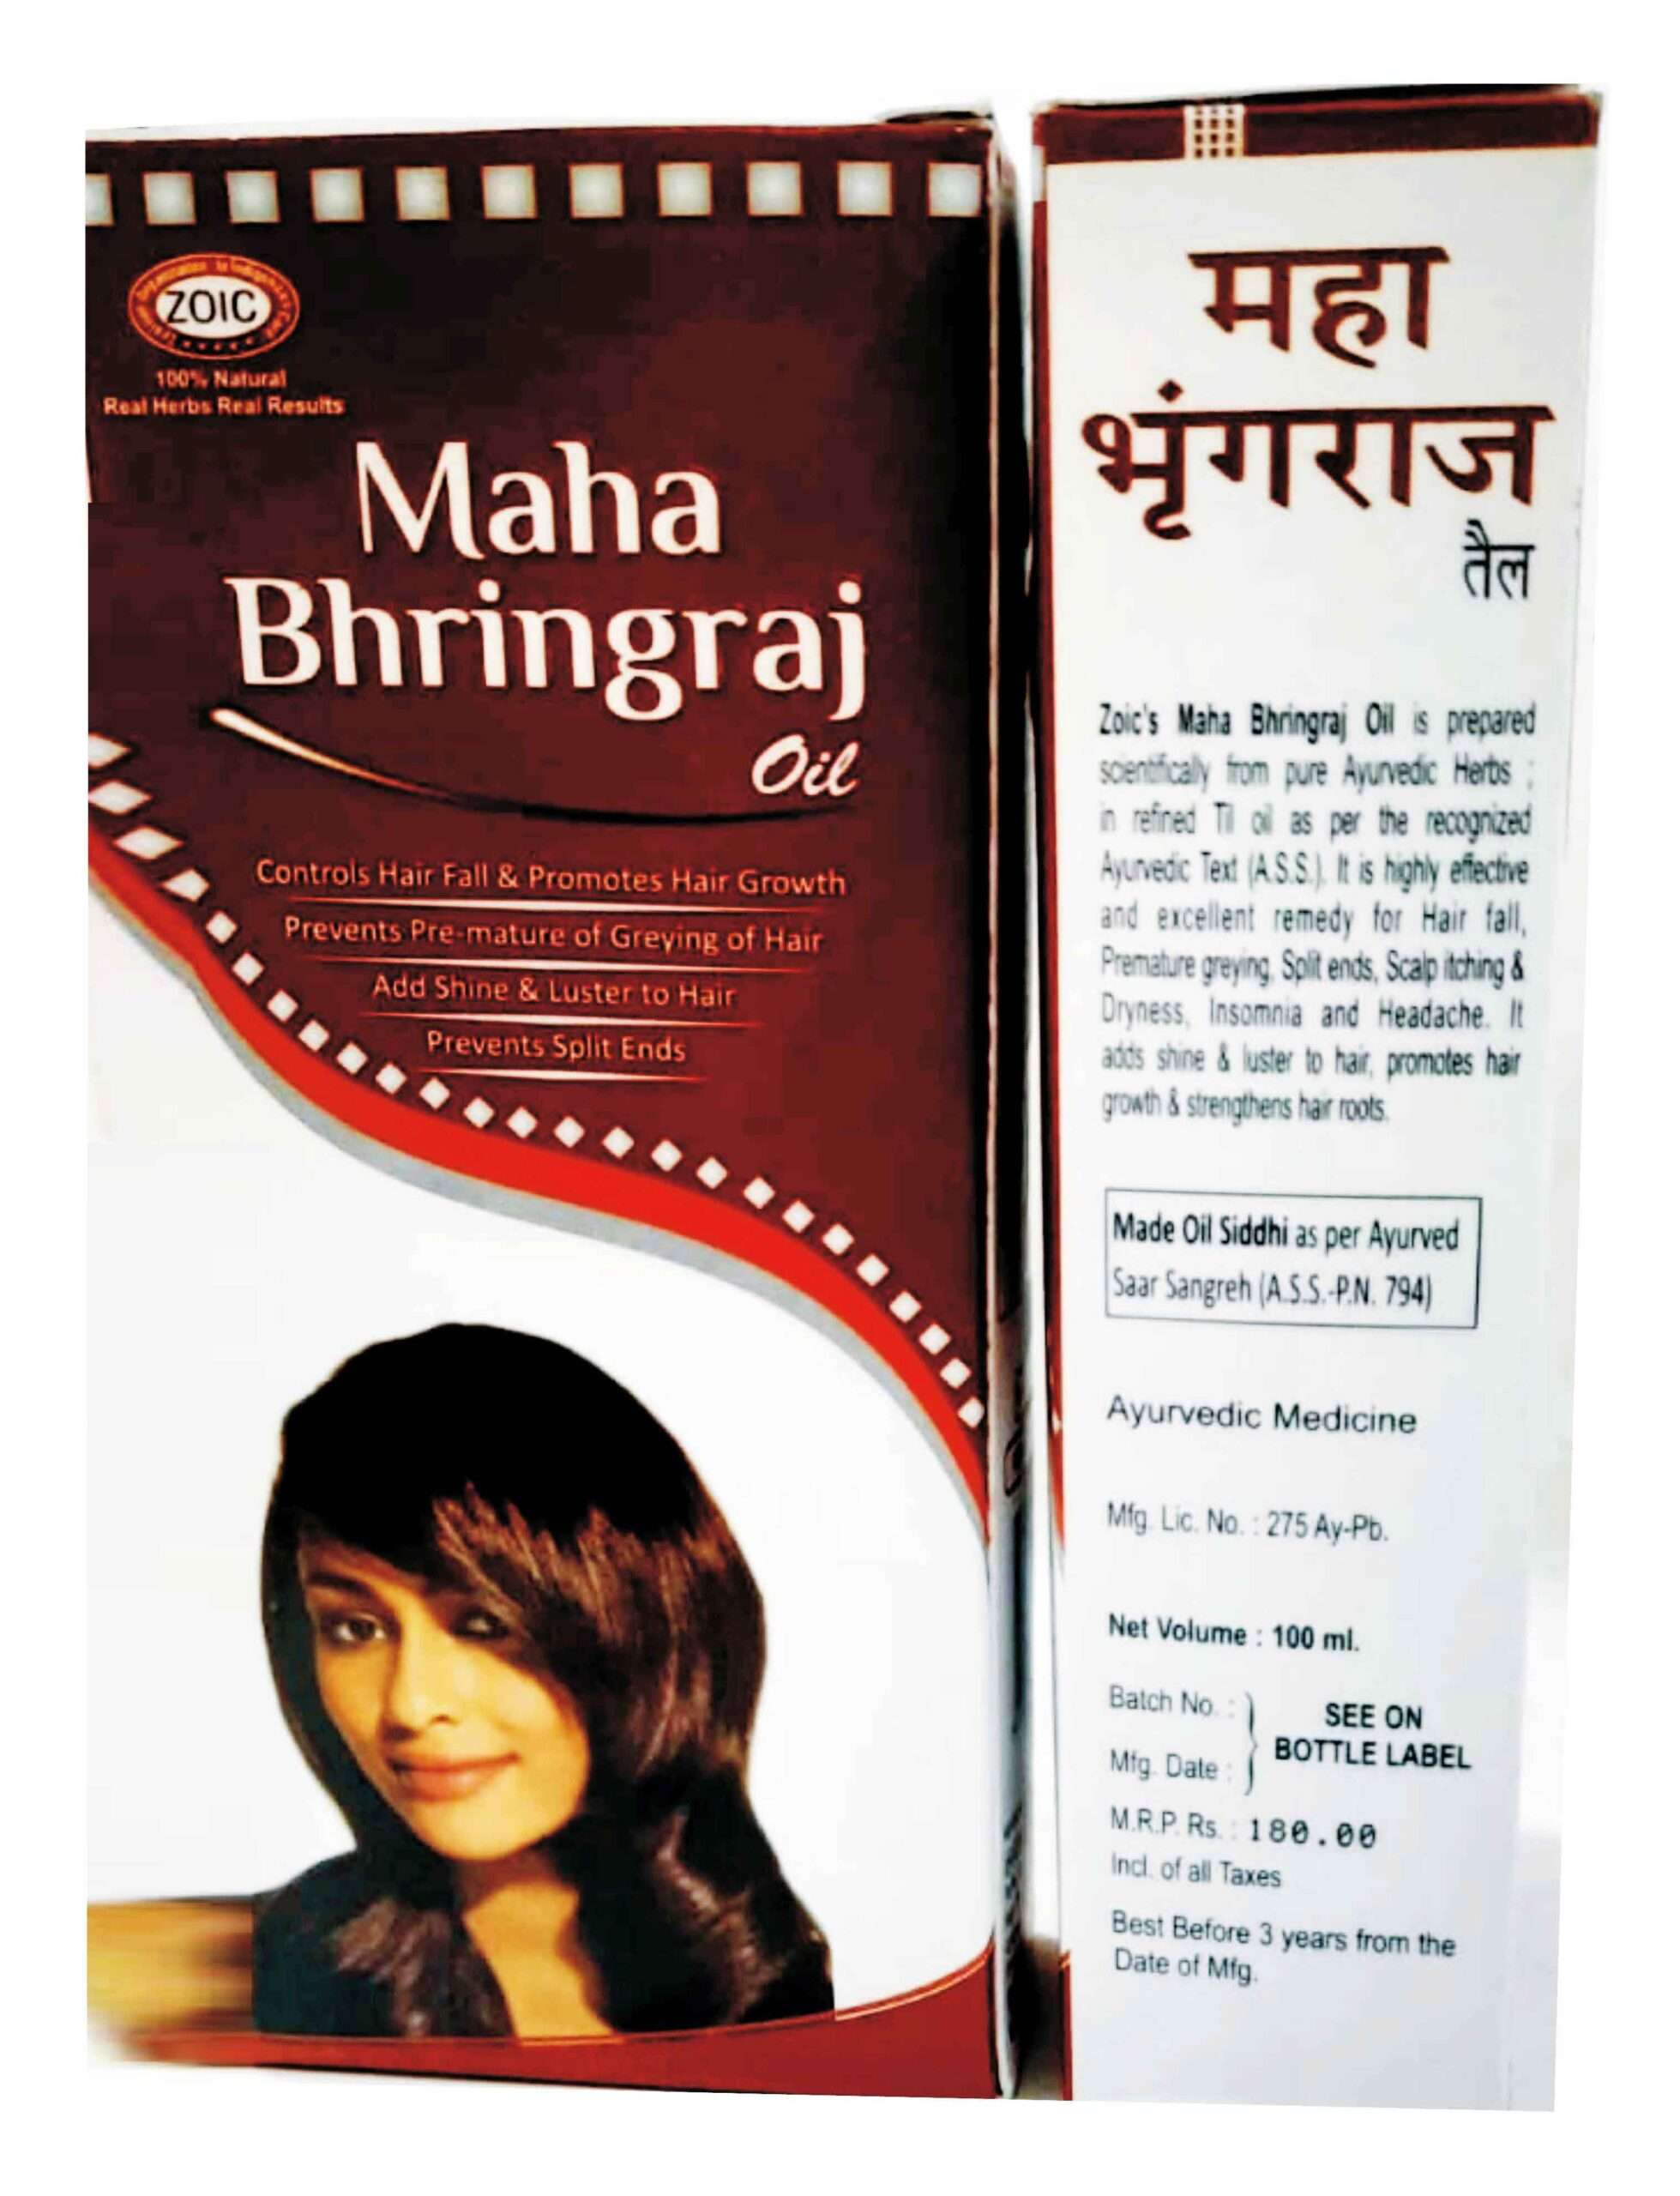 ZOIC
100% Natural
Real Herbs Real Results
Maha
Bhringraj
Oil
Controls Hair Fall & Promotes Hair Growth
Prevents Pre-mature of Greying of Hair
Add Shine & Luster to Hair
Prevents Split Ends
महा
भृंगराज
तैल
Zoic's Maha Bhringraj Oil is prepared
scientifically from pure Ayurvedic Herbs ;
in refined Til oil as per the recognized
Ayurvedic Text (A.S.S.). It is highly effective
and excellent remedy for Hair fall,
Premature greying, Split ends, Scalp itching &
Dryness, Insomnia and Headache. It
adds shine & luster to hair, promotes hair
growth & strengthens hair roots.
Made Oil Siddhi as per Ayurved
Saar Sangreh (A.S.S.-P.N. 794)
Ayurvedic Medicine
Mfg. Lic. No. : 275 Ay-Pb.
Net Volume : 100 ml.
Batch No. :
Mfg. Date :
SEE ON
BOTTLE LABEL
M.R.P. Rs. : 180.00
Incl. of all Taxes
Best Before 3 years from the
Date of Mfg.